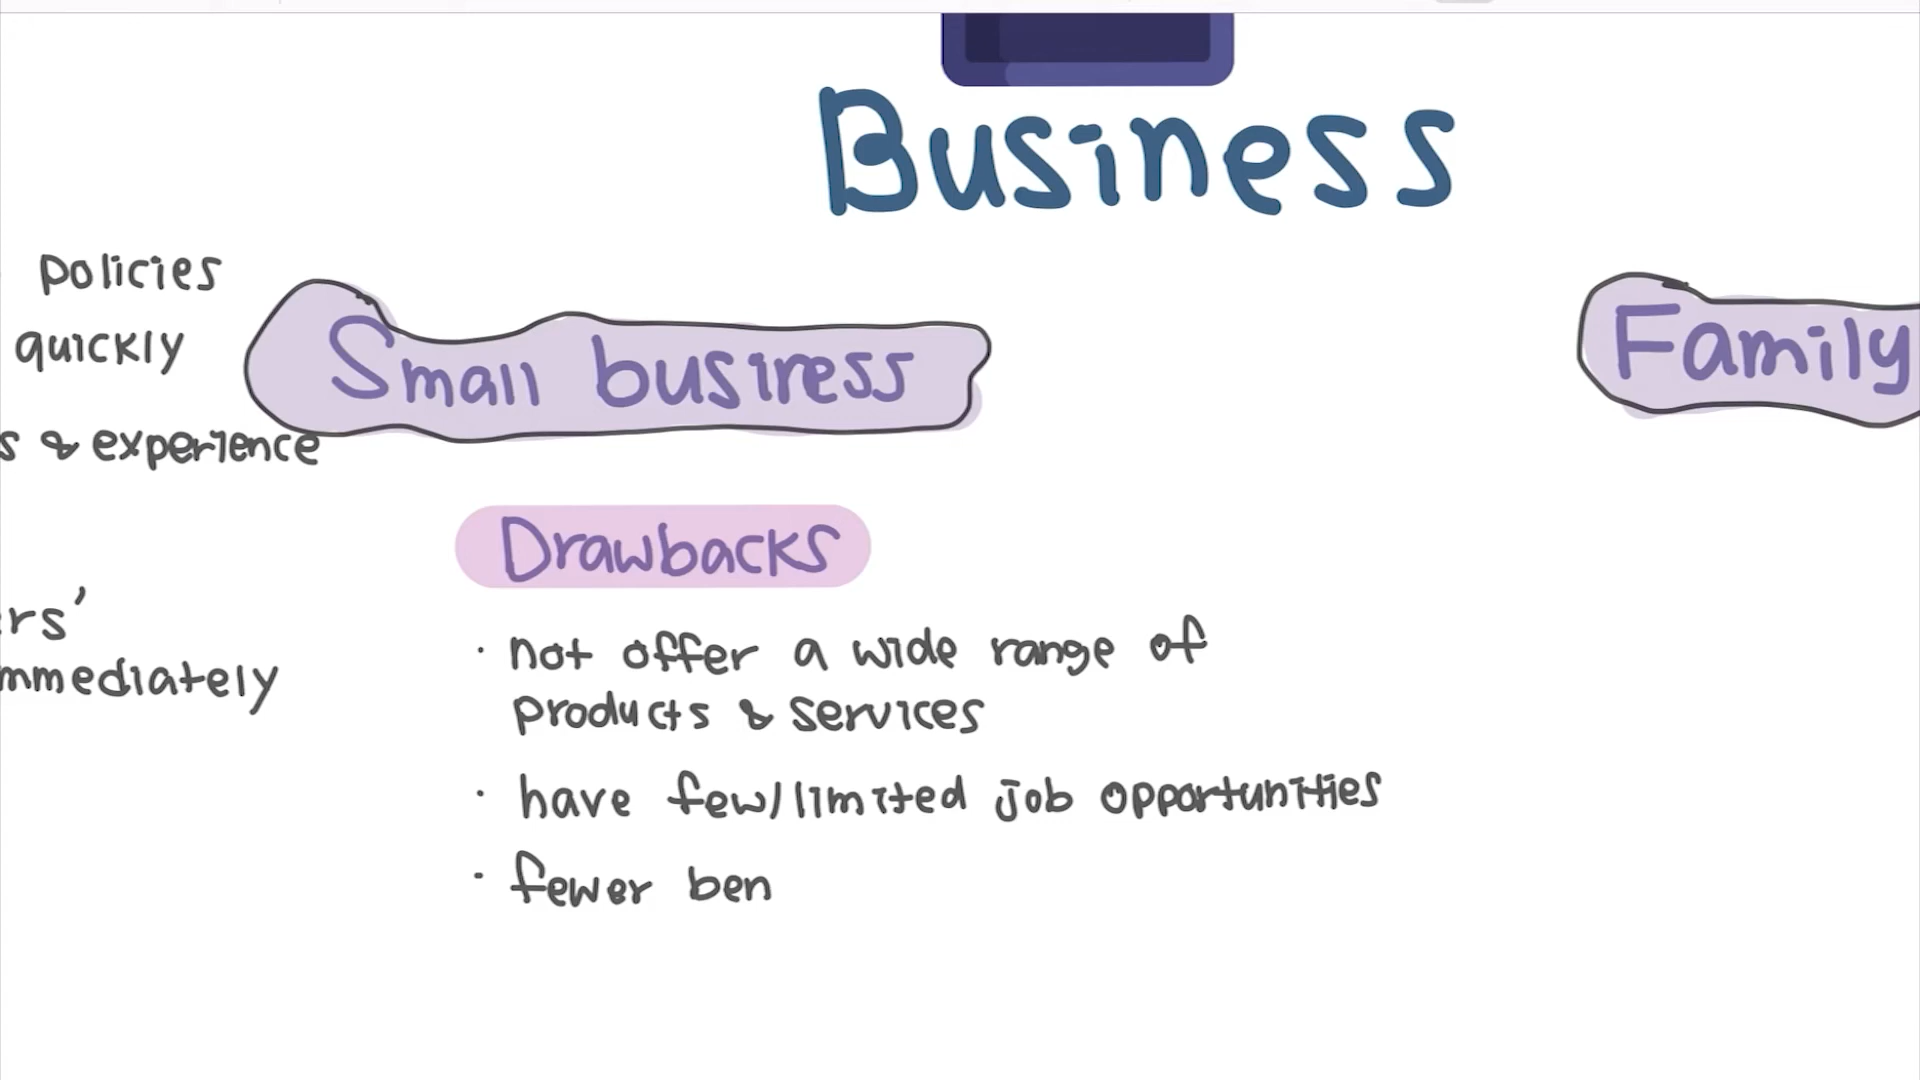 Business
policies
quickly
s & experience
ers'
mmediately
Small business
Drawbacks
· not offer a wide range of
products & services
· have few/limited job opportunities
· fewer ben
Family